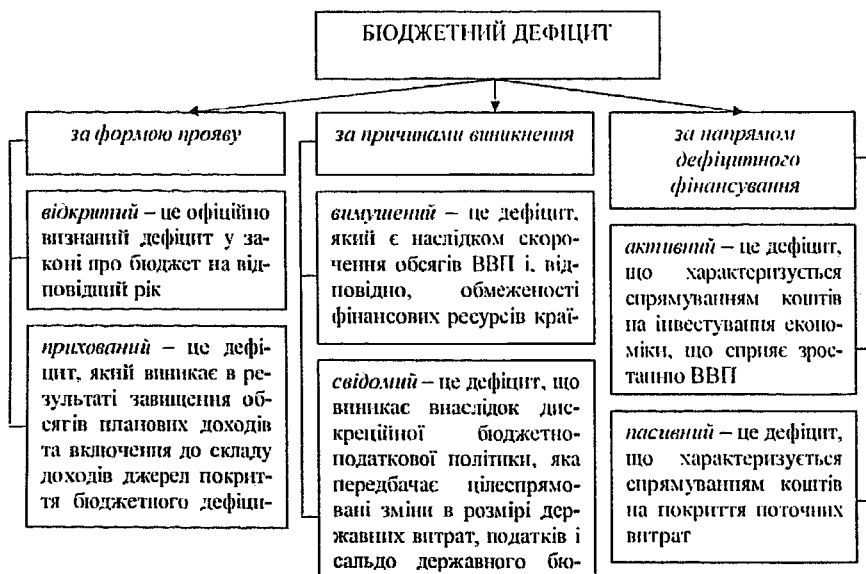 БЮДЖЕТНИЙ ДЕФІЦИТ
за формою прояву
відкритий – це офіційно
визнаний дефіцит у за-
коні про бюджет на від-
повідний рік
прихований – це дефі-
цит, який виникає в ре-
зультаті завищення об-
сягів планових доходів
та включення до складу
доходів джерел покрит-
тя бюджетного дефіци-
за причинами виникнення
вимушений – це дефіцит,
який є наслідком скоро-
чення обсягів ВВП і, від-
повідно, обмеженості
фінансових ресурсів краї-
свідомий – це дефіцит, що
виникає внаслідок дис-
креційної бюджетно-
податкової політики, яка
передбачає цілеспрямо-
вані зміни в розмірі дер-
жавних витрат, податків і
сальдо державного бю-
за напрямом
дефіцитного
фінансування
активний – це дефіцит,
що характеризується
спрямуванням коштів
на інвестування еконо-
міки, що сприяє зрос-
танню ВВП
пасивний – це дефіцит,
що характеризується
спрямуванням коштів
на покриття поточних
витрат